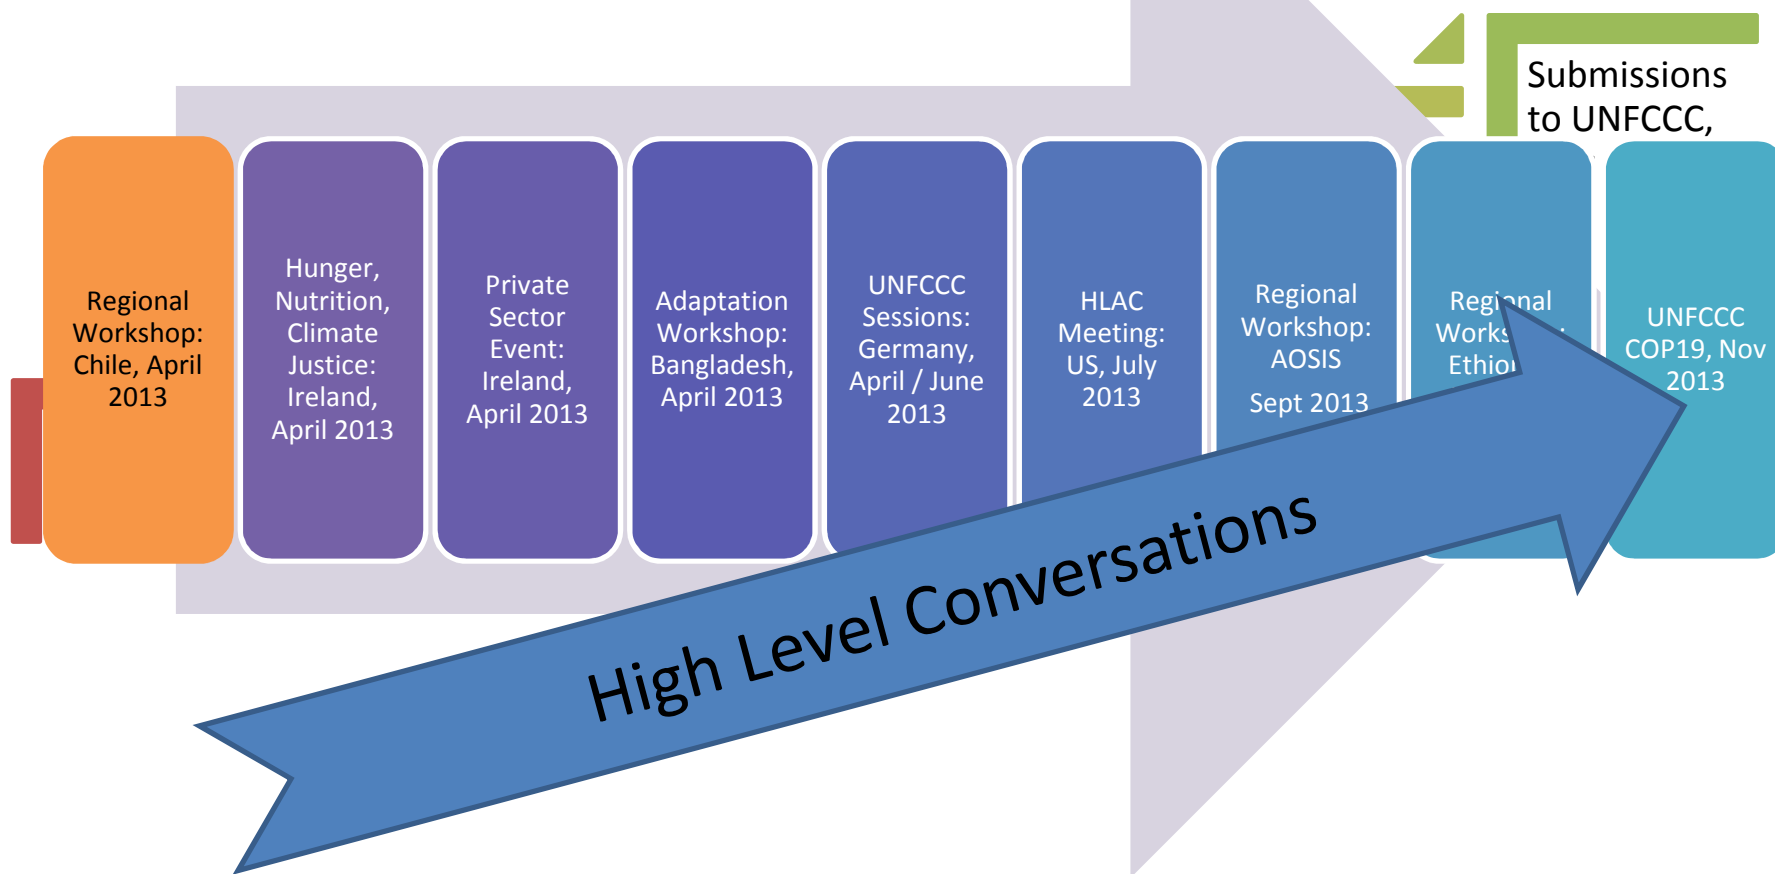 Submissions
to UNFCCC,
Regional
Workshop:
Chile, April
2013
Hunger,
Nutrition,
Climate
Justice:
Ireland,
April 2013
Private
Sector
Event:
Ireland,
April 2013
Adaptation
Workshop:
Bangladesh,
April 2013
UNFCCC
Sessions:
Germany,
April / June
2013
HLAC
Meeting:
US, July
2013
Regional
Workshop:
AOSIS
Sept 2013
Regional
UNFCCC
COP19, Nov
2013
High Level Conversations